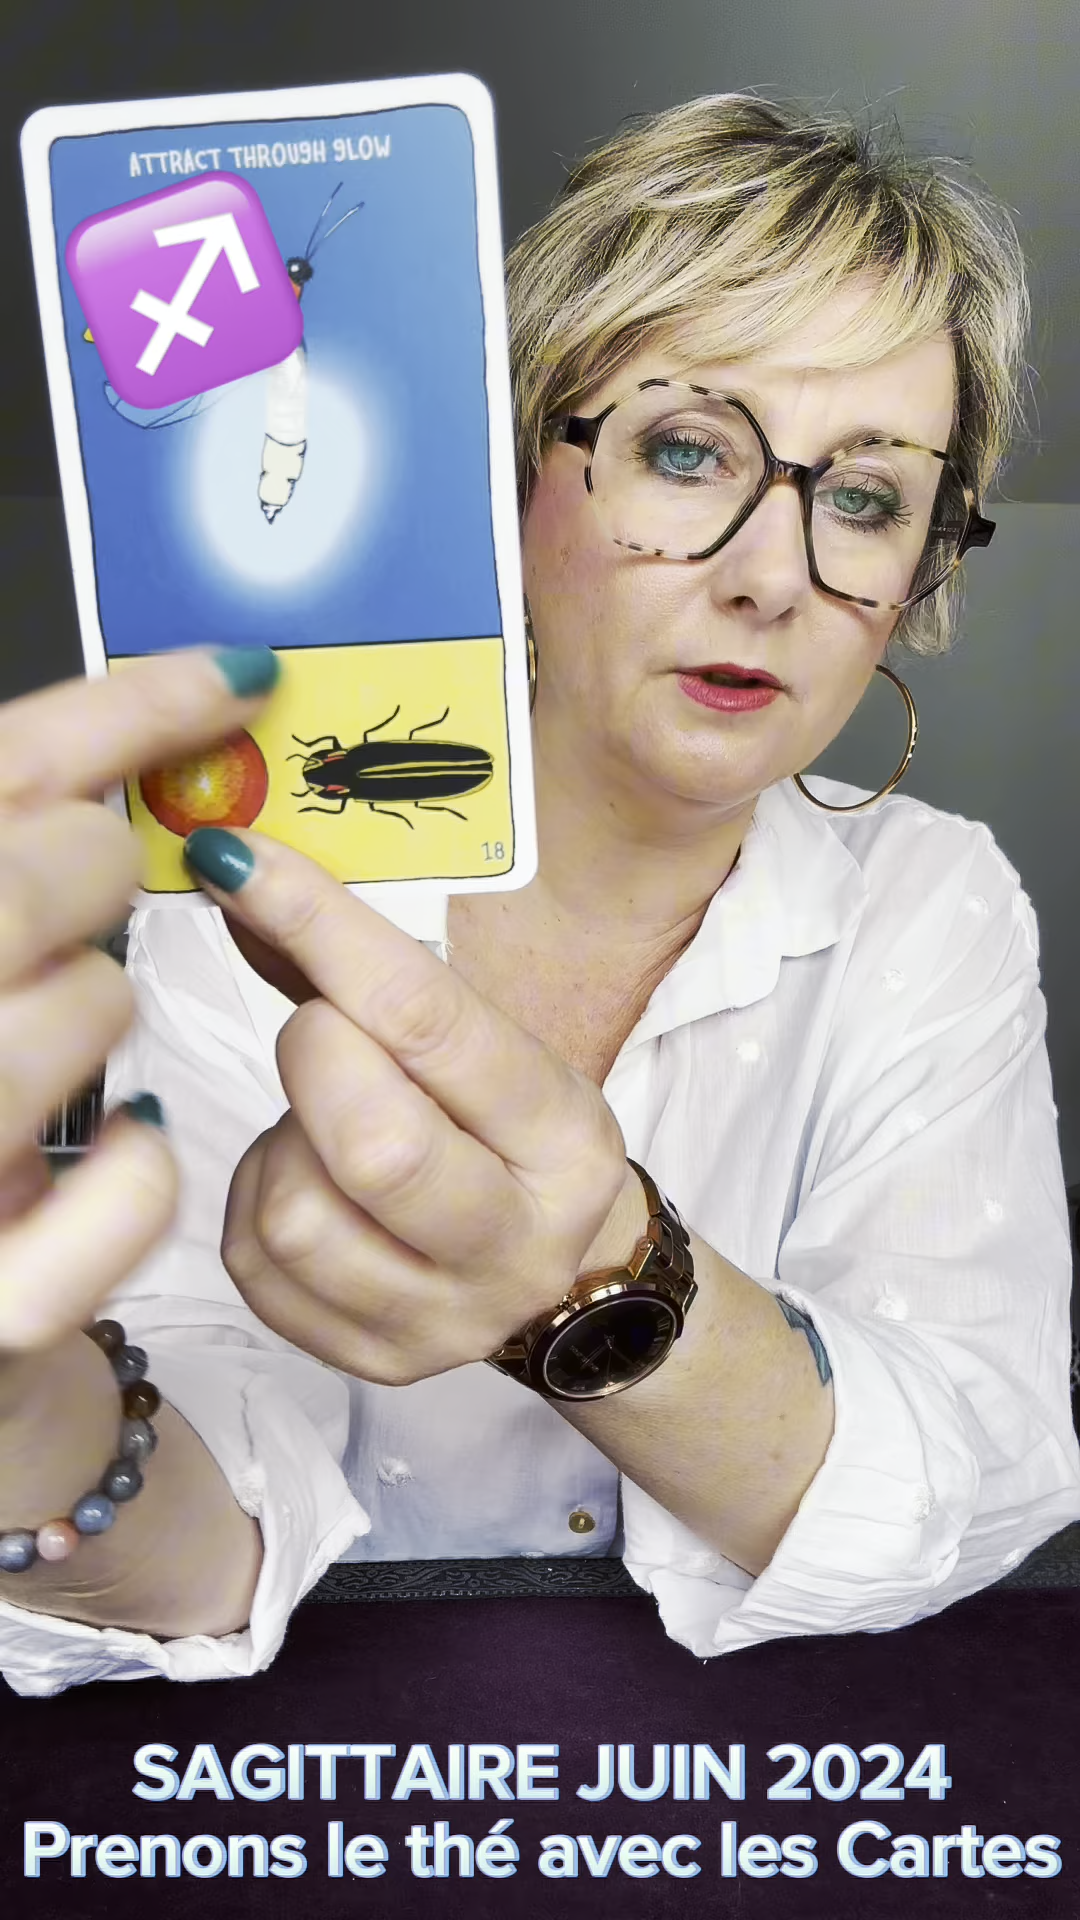 ATTRACT THROUGH GLOW
18
SAGITTAIRE JUIN 2024
Prenons le thé avec les Cartes